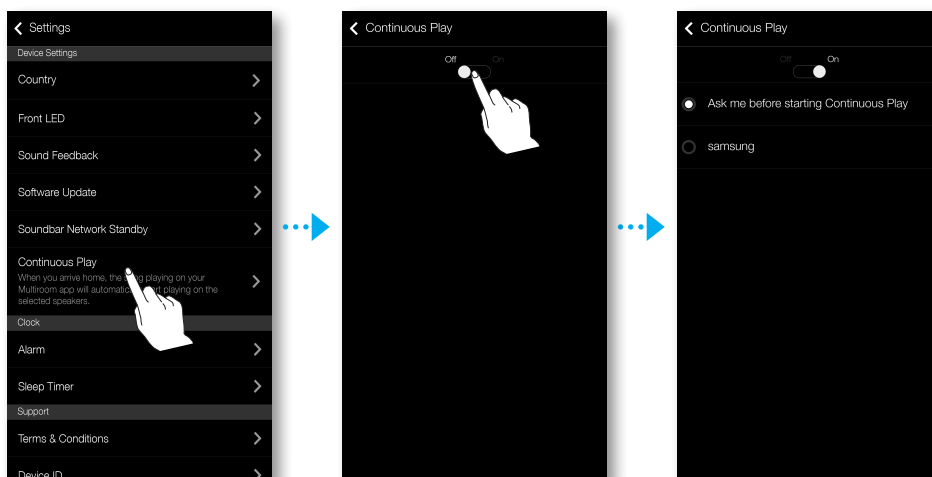 Settings
Device Settings
Country
Front LED
Sound Feedback
Software Update
Soundbar Network Standby
Continuous Play
When you arrive home, the playing on your
Multiroom app will playing on the
selected speakers.
Clock
Alarm
Sleep Timer
Support
Terms & Conditions
Device ID
Continuous Play
Off On
Continuous Play
Off On
Ask me before starting Continuous Play
samsung